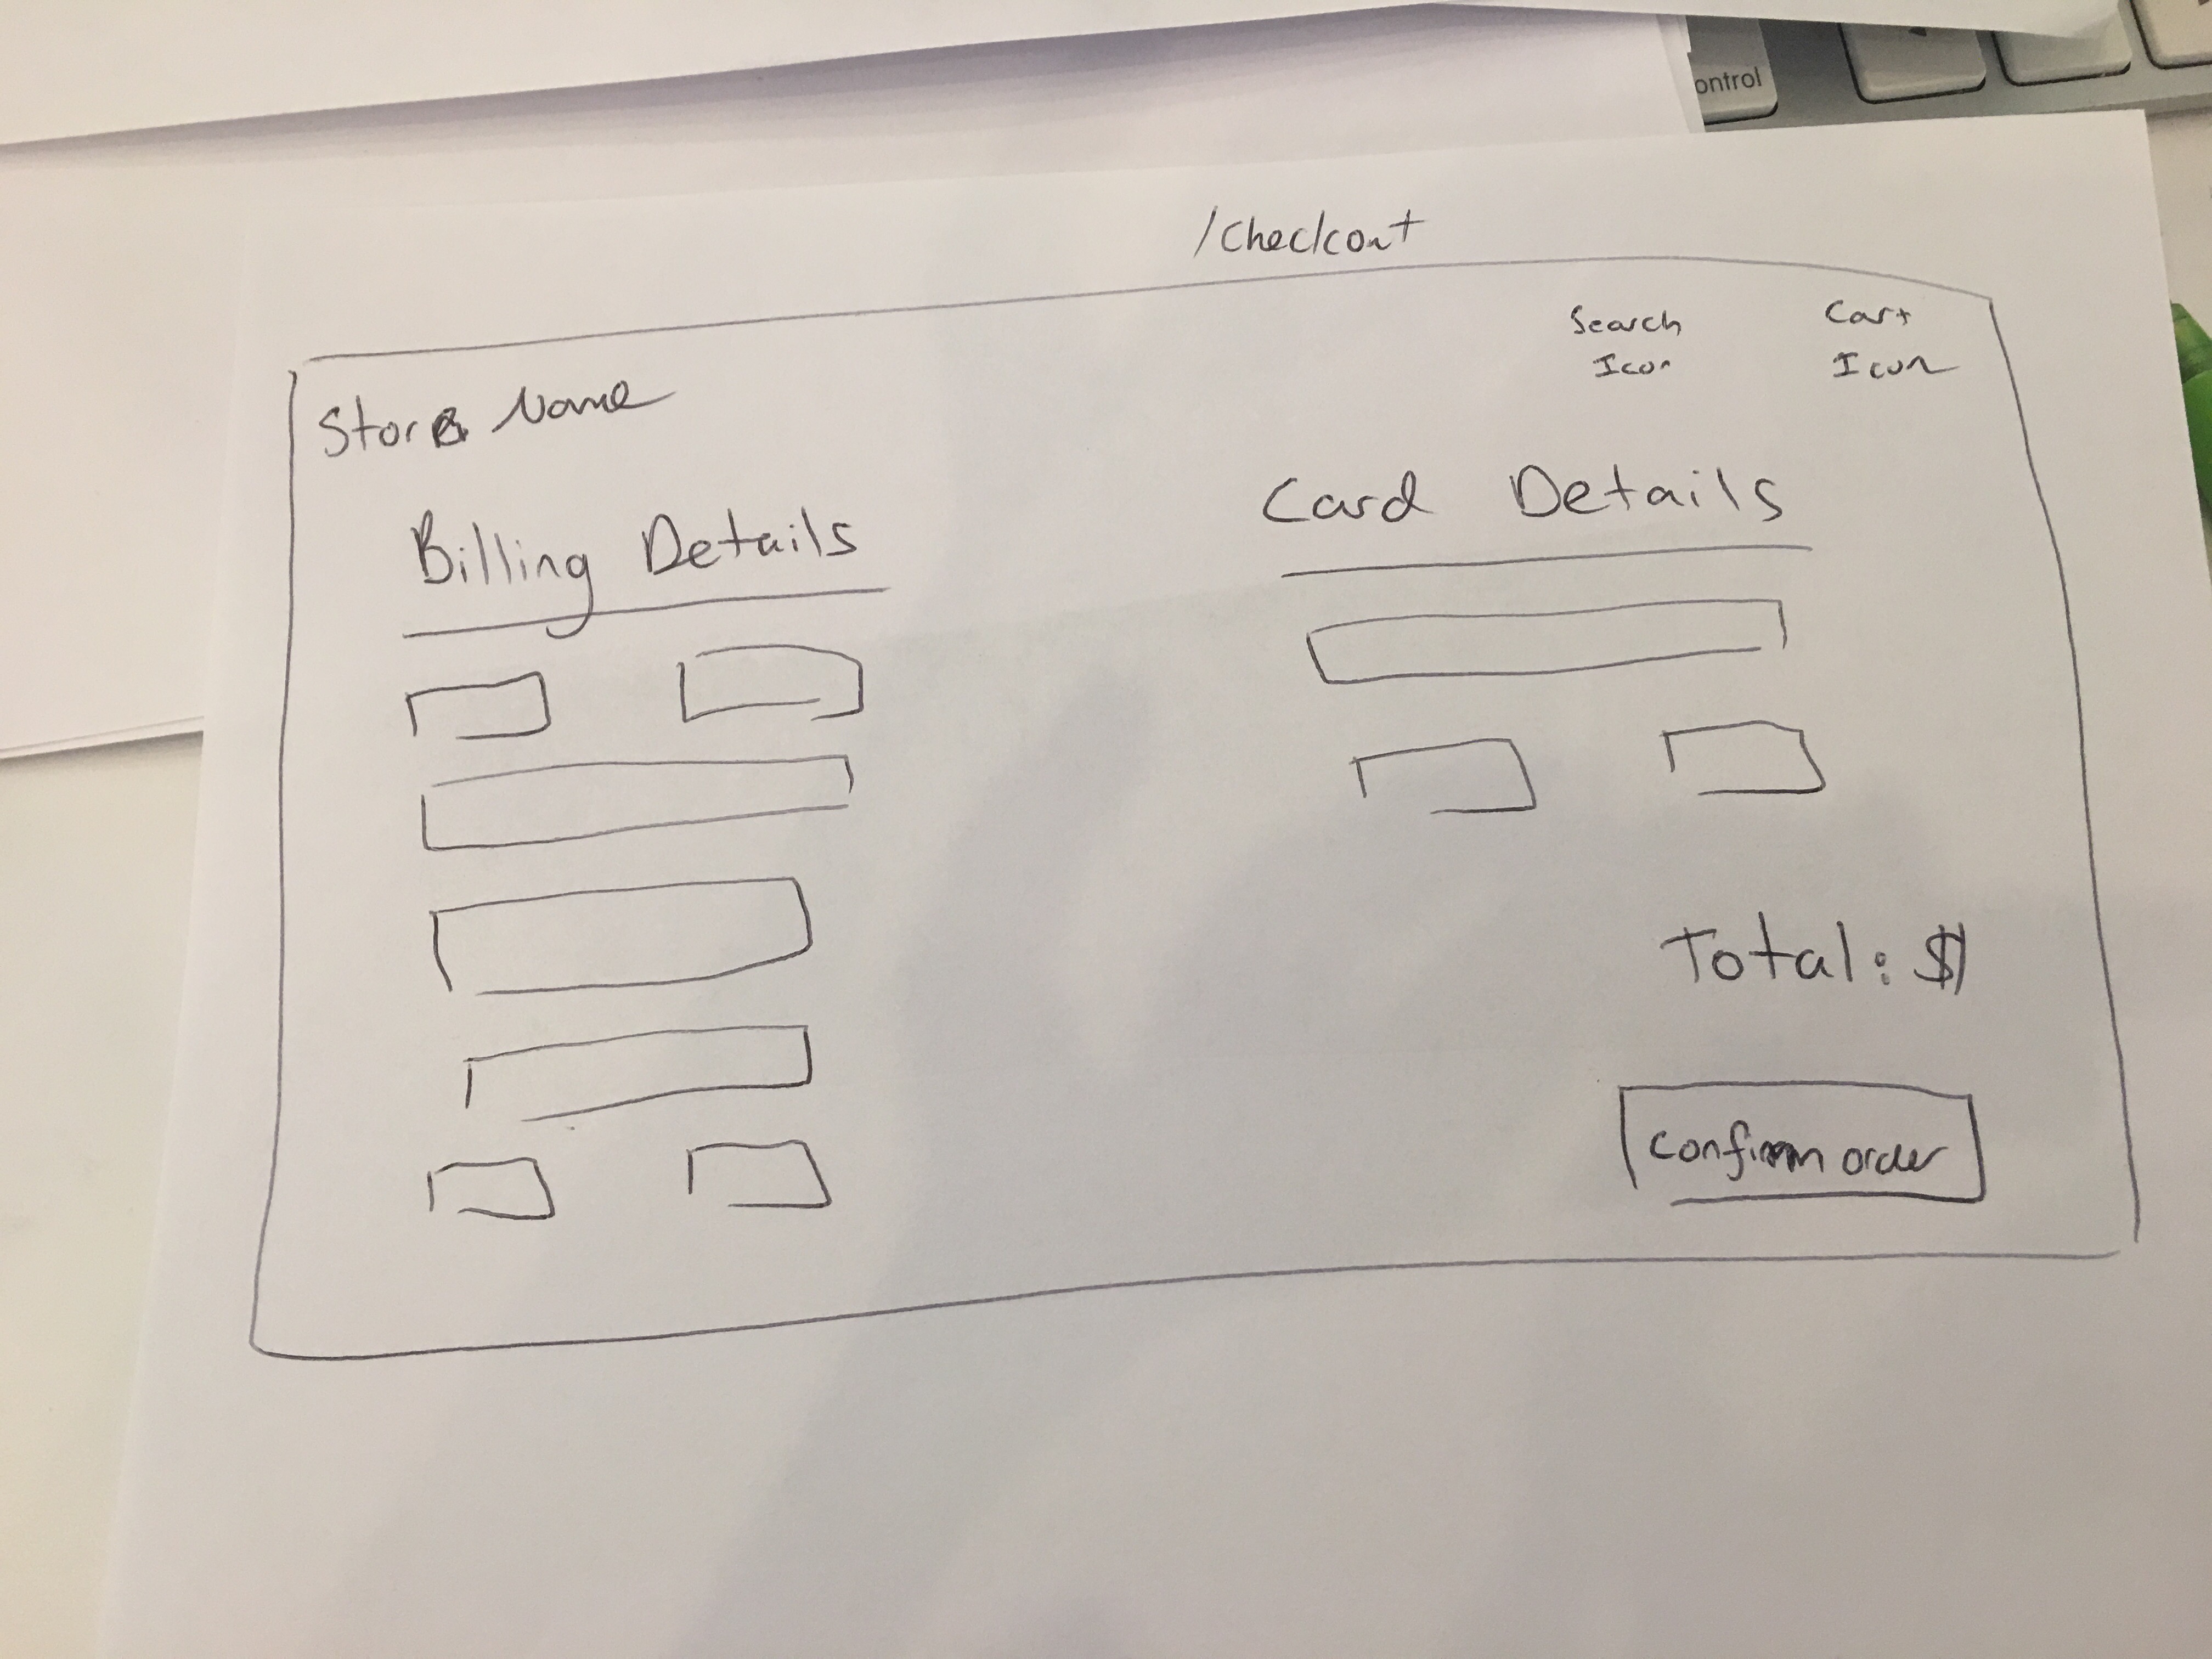 ontrol
/checkout
Search Icon
Cart Icon
Store Name
Billing Details
Card Details
Total: $
Confirm order